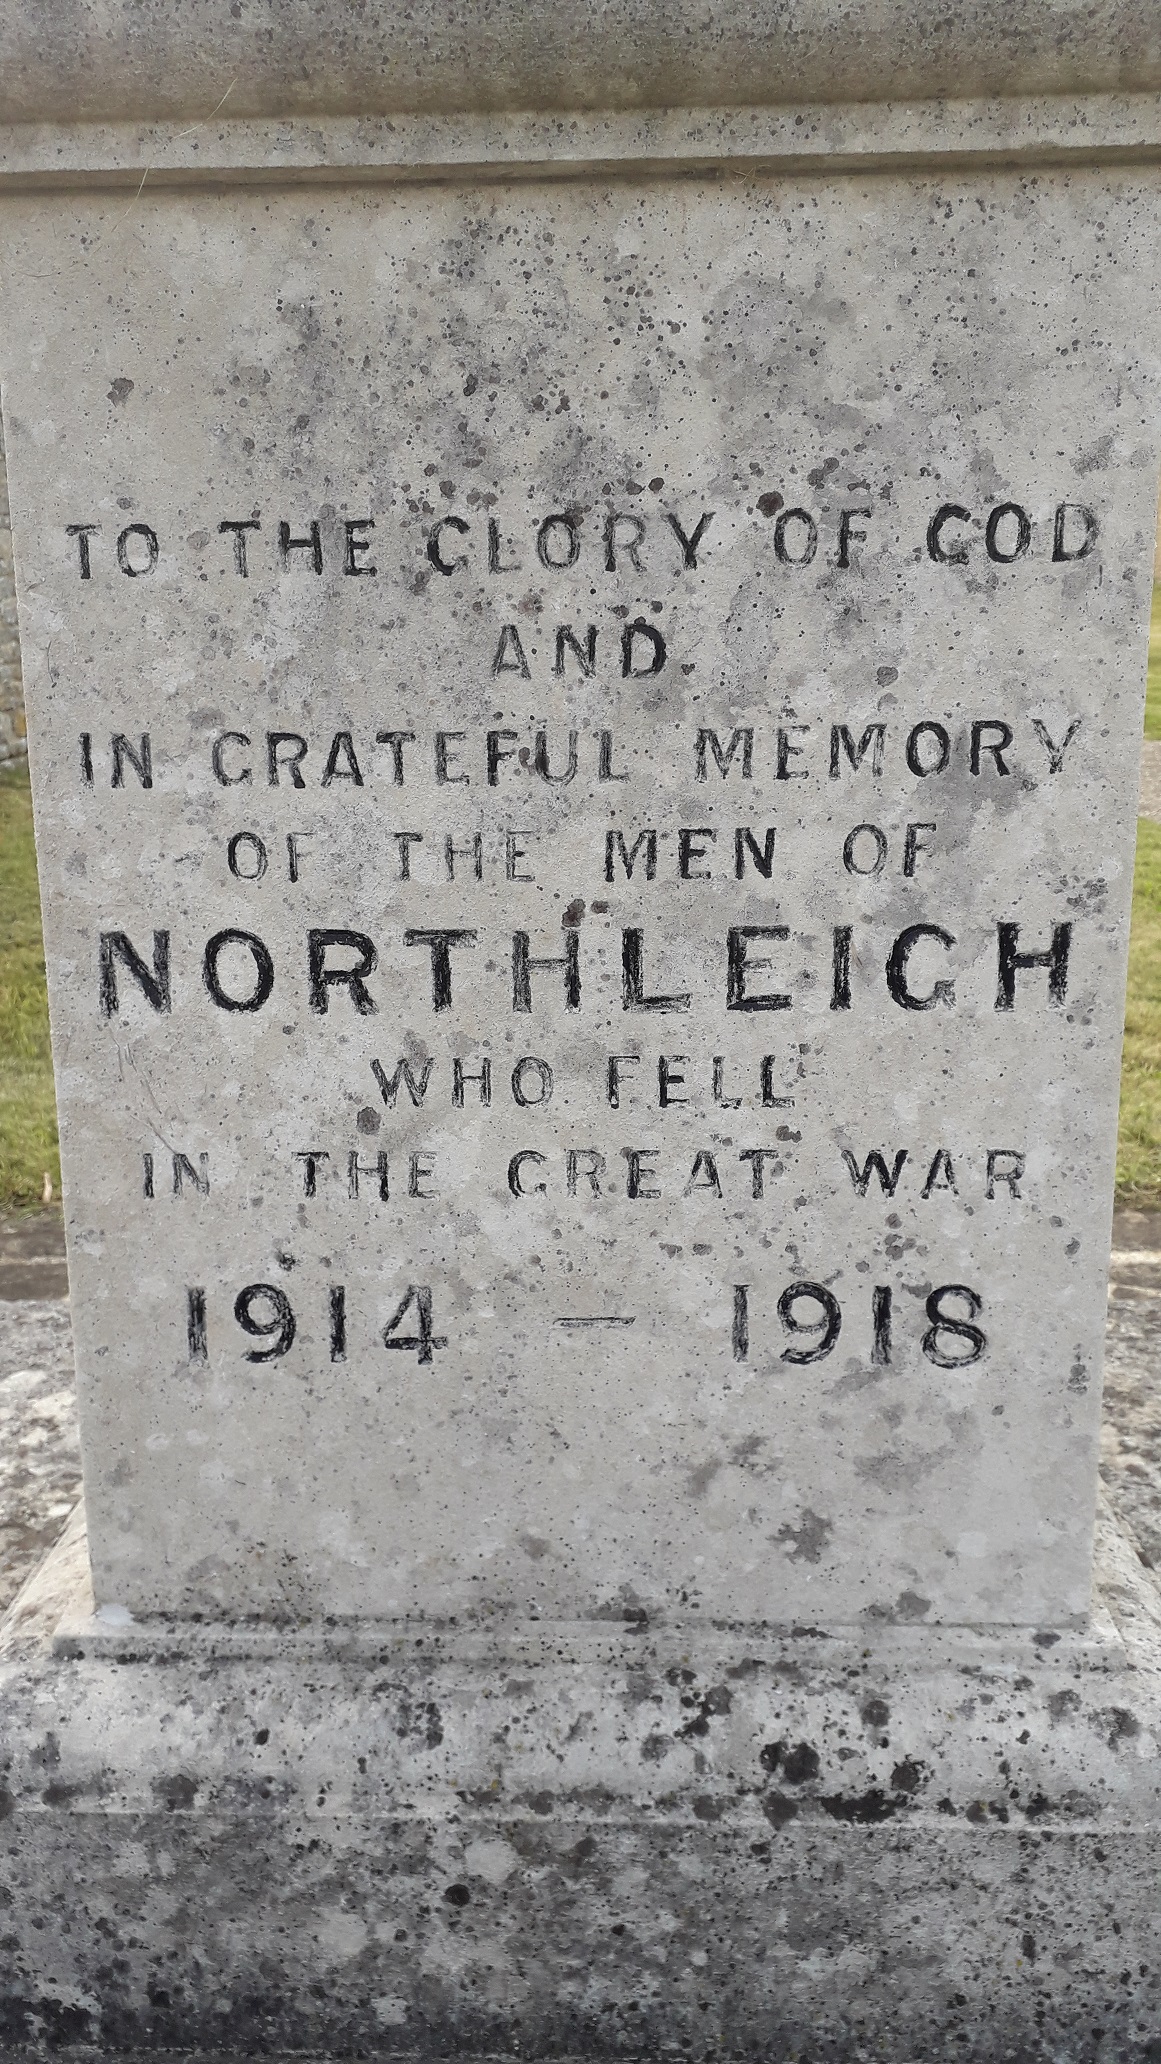 TO THE GLORY OF GOD
AND
IN GRATEFUL MEMORY
OF THE MEN OF
NORTHLEIGH
WHO FELL
IN THE GREAT WAR
1914 — 1918